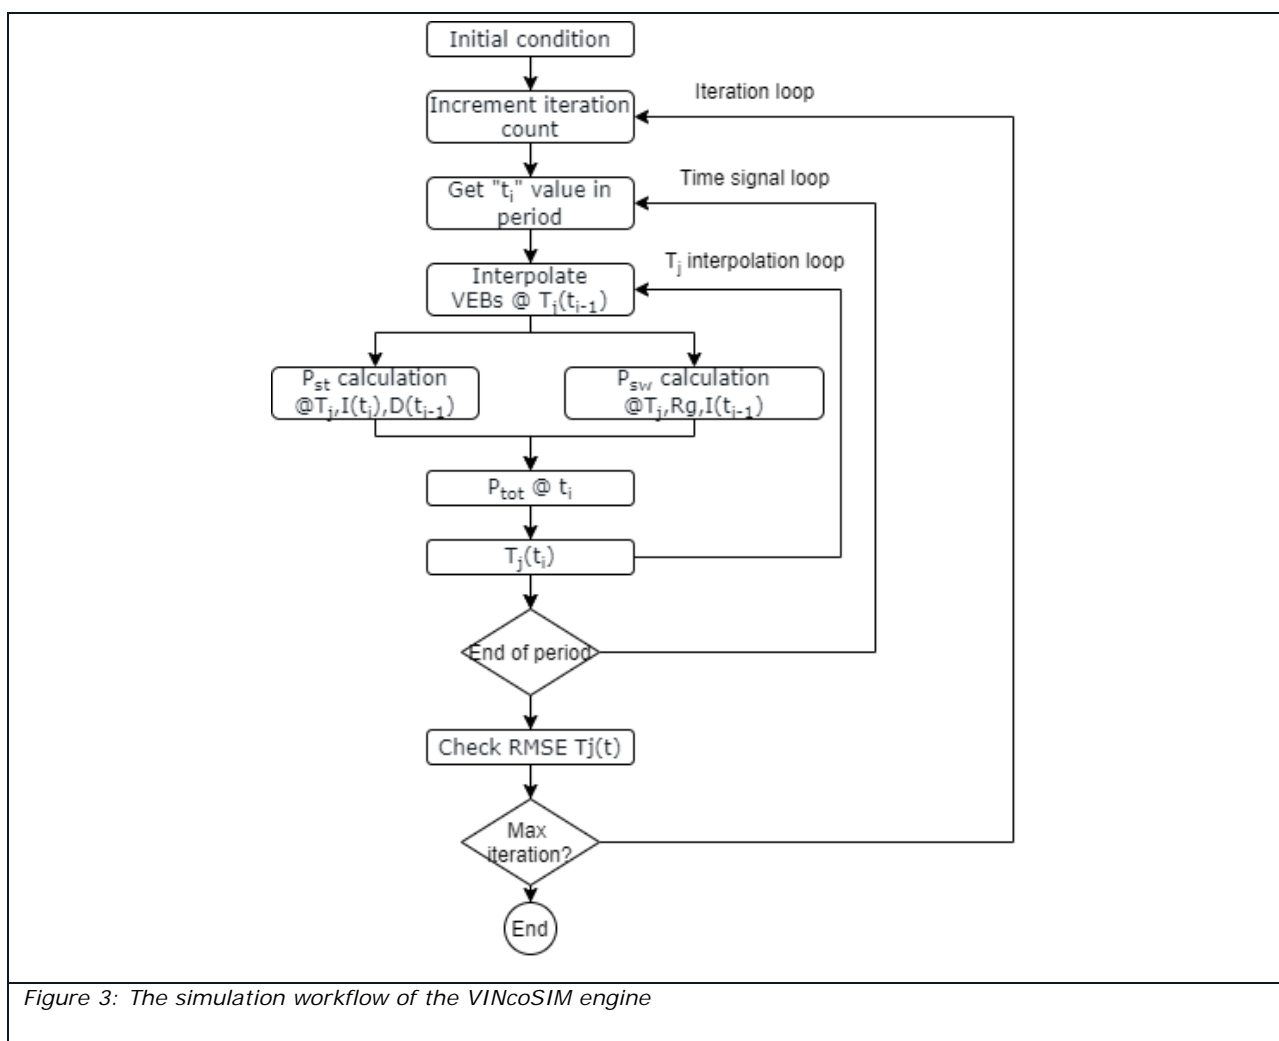 Initial condition
Iteration loop
Increment iteration
count
Time signal loop
Get "tᵢ" value in
period
Tⱼ interpolation loop
Interpolate
VEBs @ Tⱼ(tᵢ₋₁)
Pₛₜ calculation
@Tⱼ,I(tᵢ),D(tᵢ₋₁)
P_sw calculation
@Tⱼ,Rg,I(tᵢ₋₁)
Pₜₒₜ @ tᵢ
Tⱼ(tᵢ)
End of period
Check RMSE Tj(t)
Max
iteration?
End
Figure 3: The simulation workflow of the VINcoSIM engine